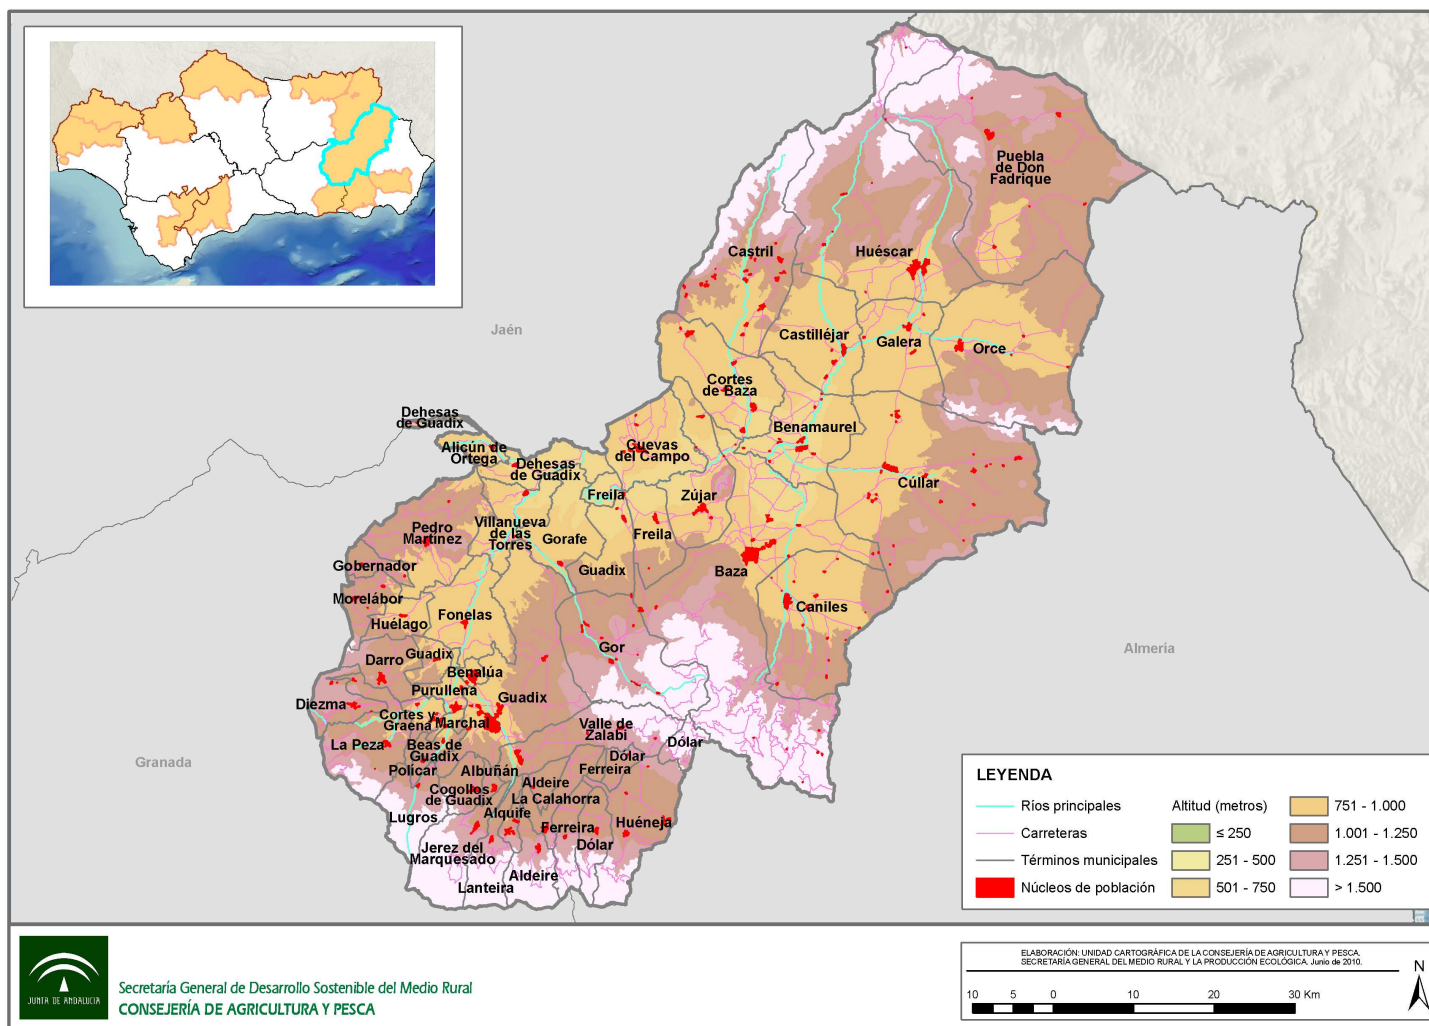 Puebla
de Don
Fadrique
Castril
Huéscar
Jaén
Castilléjar
Galera
Orce
Cortes
de Baza
Dehesas
de Guadix
Benamaurel
Alicún de
Ortega
Cuevas
del Campo
Dehesas
de Guadix
Cúllar
Freila
Zújar
Villanueva
de las
Torres
Pedro
Martínez
Gorafe
Freila
Gobernador
Guadix
Baza
Morelábor
Caniles
Fonelas
Huélago
Gor
Almería
Darro
Guadix
Benalúa
Purullena
Guadix
Diezma
Cortes y
Graena
Marchal
Valle de
Zalabí
La Peza
Beas de
Guadix
Dólar
Dólar
Granada
Polícar
Albuñán
Ferreira
Aldeire
Cogollos
de Guadix
La Calahorra
Lugros
Alquife
Ferreira
Huéneja
Jerez del
Marquesado
Dólar
Aldeire
Lanteira
LEYENDA
Ríos principales
Carreteras
Términos municipales
Núcleos de población
Altitud (metros)
≤ 250
251 - 500
501 - 750
751 - 1.000
1.001 - 1.250
1.251 - 1.500
> 1.500
JUNTA DE ANDALUCIA
Secretaría General de Desarrollo Sostenible del Medio Rural
CONSEJERÍA DE AGRICULTURA Y PESCA
ELABORACIÓN: UNIDAD CARTOGRÁFICA DE LA CONSEJERÍA DE AGRICULTURA Y PESCA.
SECRETARÍA GENERAL DEL MEDIO RURAL Y LA PRODUCCIÓN ECOLÓGICA. Junio de 2010.
10 5 0 10 20 30 Km
N